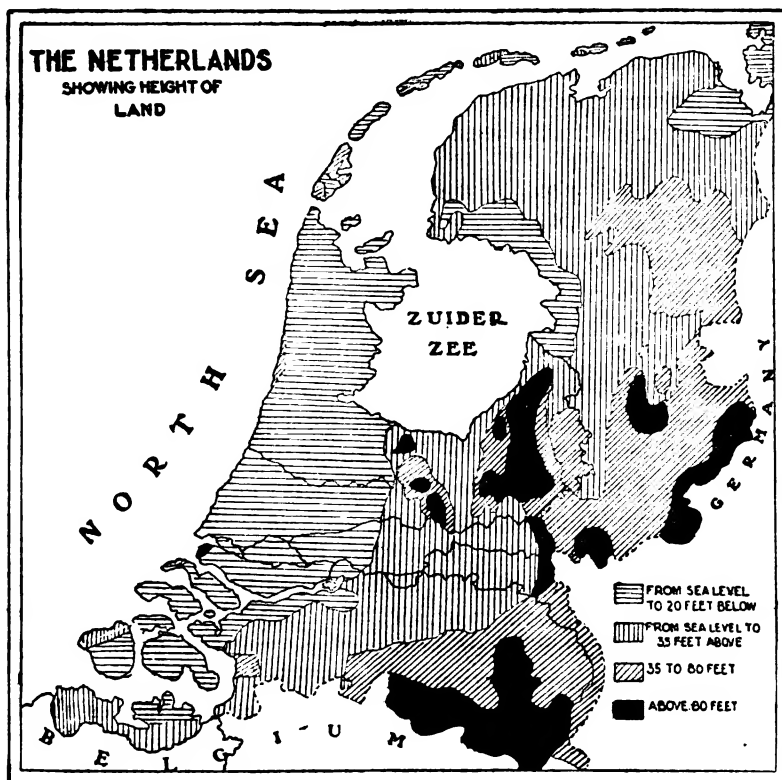 THE NETHERLANDS
SHOWING HEIGHT OF
LAND
NORTH SEA
ZUIDER
ZEE
GERMANY
FROM SEA LEVEL
TO 20 FEET BELOW
FROM SEA LEVEL TO
35 FEET ABOVE
35 TO 80 FEET
ABOVE 80 FEET
BELGIUM